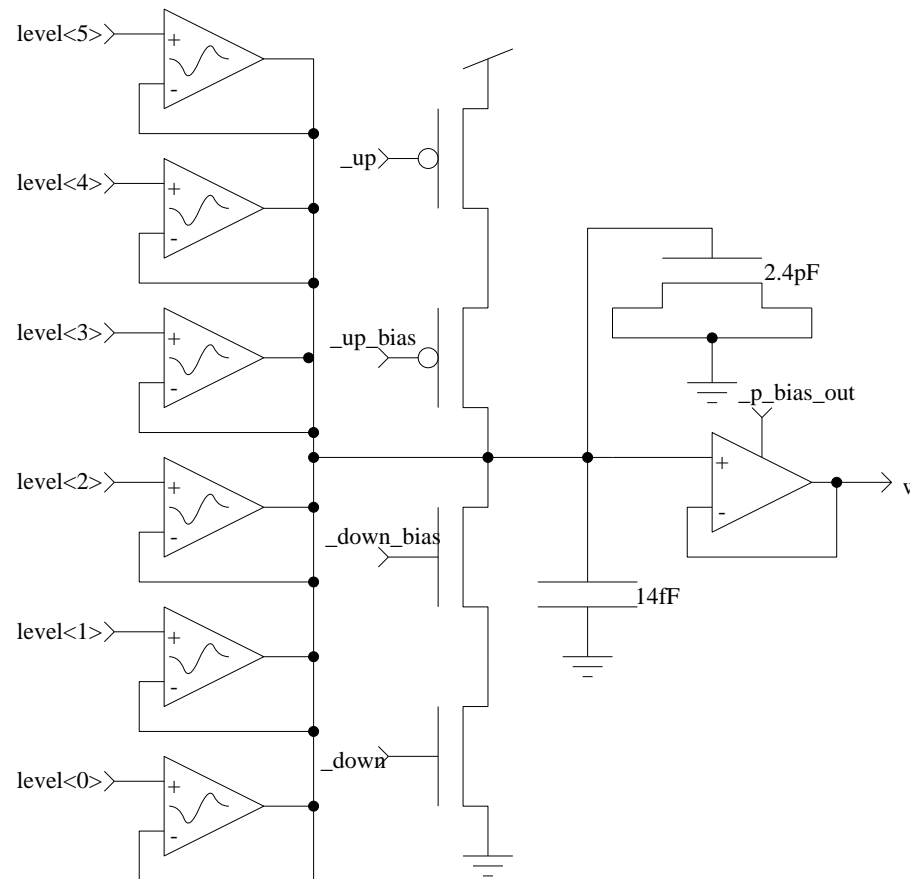 level<5>
+
-
level<4>
+
-
_up
level<3>
+
-
_up_bias
2.4pF
_p_bias_out
level<2>
+
-
_down_bias
+
-
w
14fF
level<1>
+
-
level<0>
+
-
_down